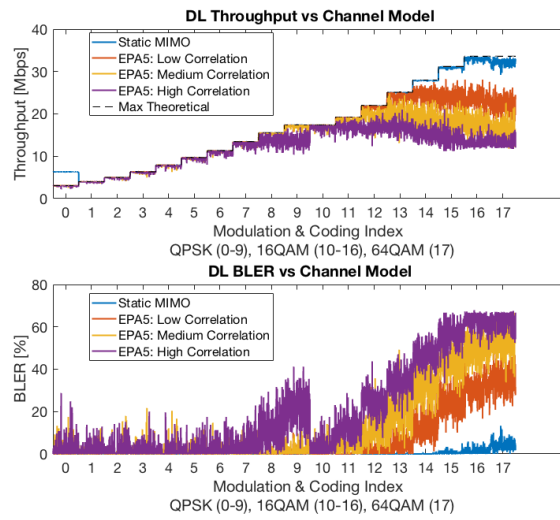 DL Throughput vs Channel Model
Throughput [Mbps]
40
30
20
10
0
Static MIMO
EPA5: Low Correlation
EPA5: Medium Correlation
EPA5: High Correlation
Max Theoretical
0 1 2 3 4 5 6 7 8 9 10 11 12 13 14 15 16 17
Modulation & Coding Index
QPSK (0-9), 16QAM (10-16), 64QAM (17)
DL BLER vs Channel Model
BLER [%]
80
60
40
20
0
Static MIMO
EPA5: Low Correlation
EPA5: Medium Correlation
EPA5: High Correlation
0 1 2 3 4 5 6 7 8 9 10 11 12 13 14 15 16 17
Modulation & Coding Index
QPSK (0-9), 16QAM (10-16), 64QAM (17)